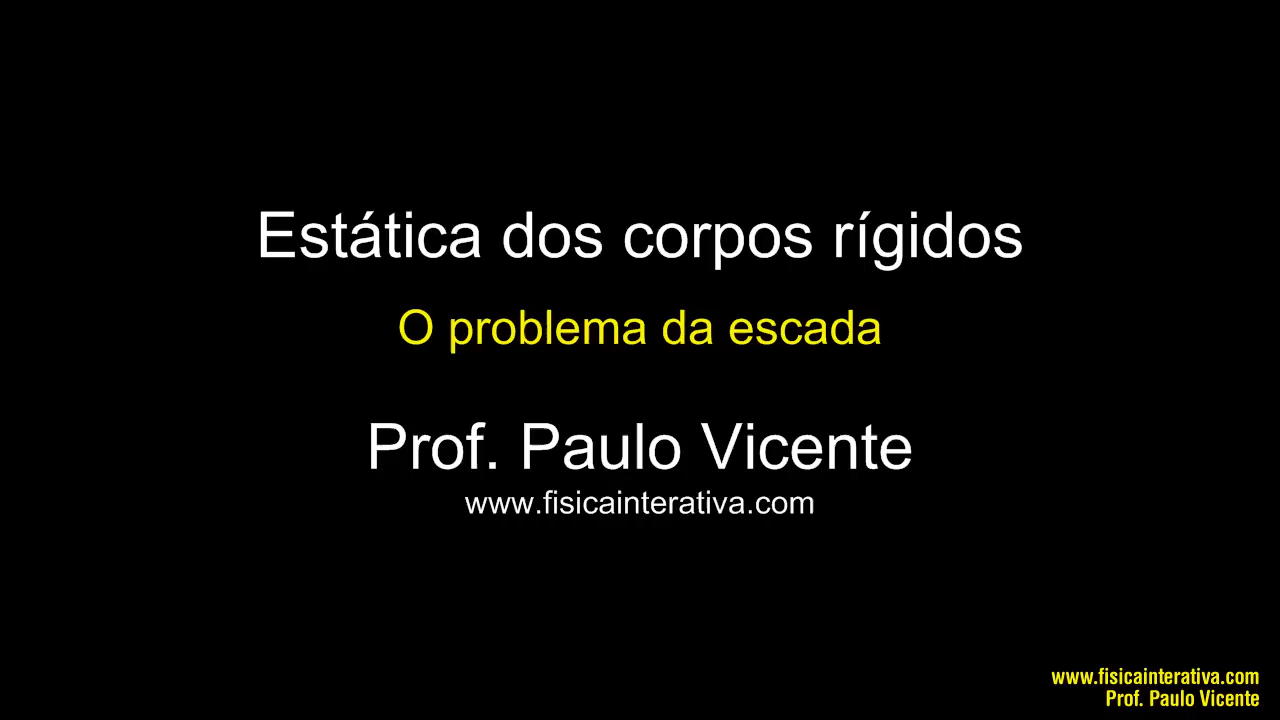 Estática dos corpos rígidos
O problema da escada
Prof. Paulo Vicente
www.fisicainterativa.com
www.fisicainterativa.com
Prof. Paulo Vicente